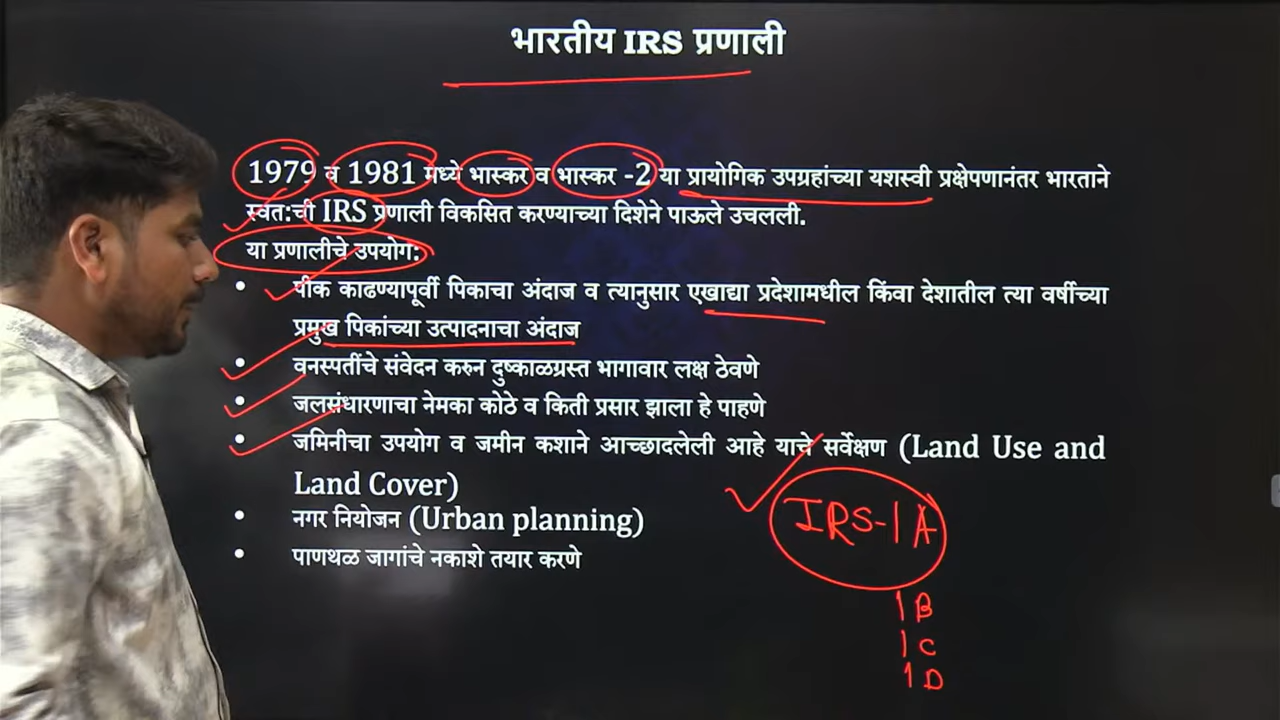 भारतीय IRS प्रणाली
1979 व 1981 मध्ये भास्कर व भास्कर -2 या प्रायोगिक उपग्रहांच्या यशस्वी प्रक्षेपणानंतर भारताने
स्वत:ची IRS प्रणाली विकसित करण्याच्या दिशेने पाऊले उचलली.
या प्रणालीचे उपयोग:
• पीक काढण्यापूर्वी पिकाचा अंदाज व त्यानुसार एखाद्या प्रदेशामधील किंवा देशातील त्या वर्षीच्या
प्रमुख पिकांच्या उत्पादनाचा अंदाज
• वनस्पतींचे संवेदन करुन दुष्काळग्रस्त भागावार लक्ष ठेवणे
• जलसंधारणाचा नेमका कोठे व किती प्रसार झाला हे पाहणे
• जमिनीचा उपयोग व जमीन कशाने आच्छादलेली आहे याचे सर्वेक्षण (Land Use and
Land Cover)
• नगर नियोजन (Urban planning)
• पाणथळ जागांचे नकाशे तयार करणे
IRS-1A
1B
1C
1D